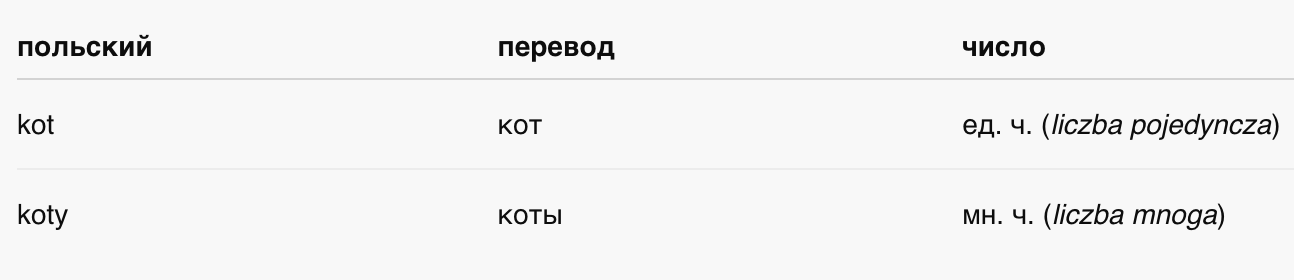 польский перевод число
kot кот ед. ч. (liczba pojedyncza)
koty коты мн. ч. (liczba mnoga)